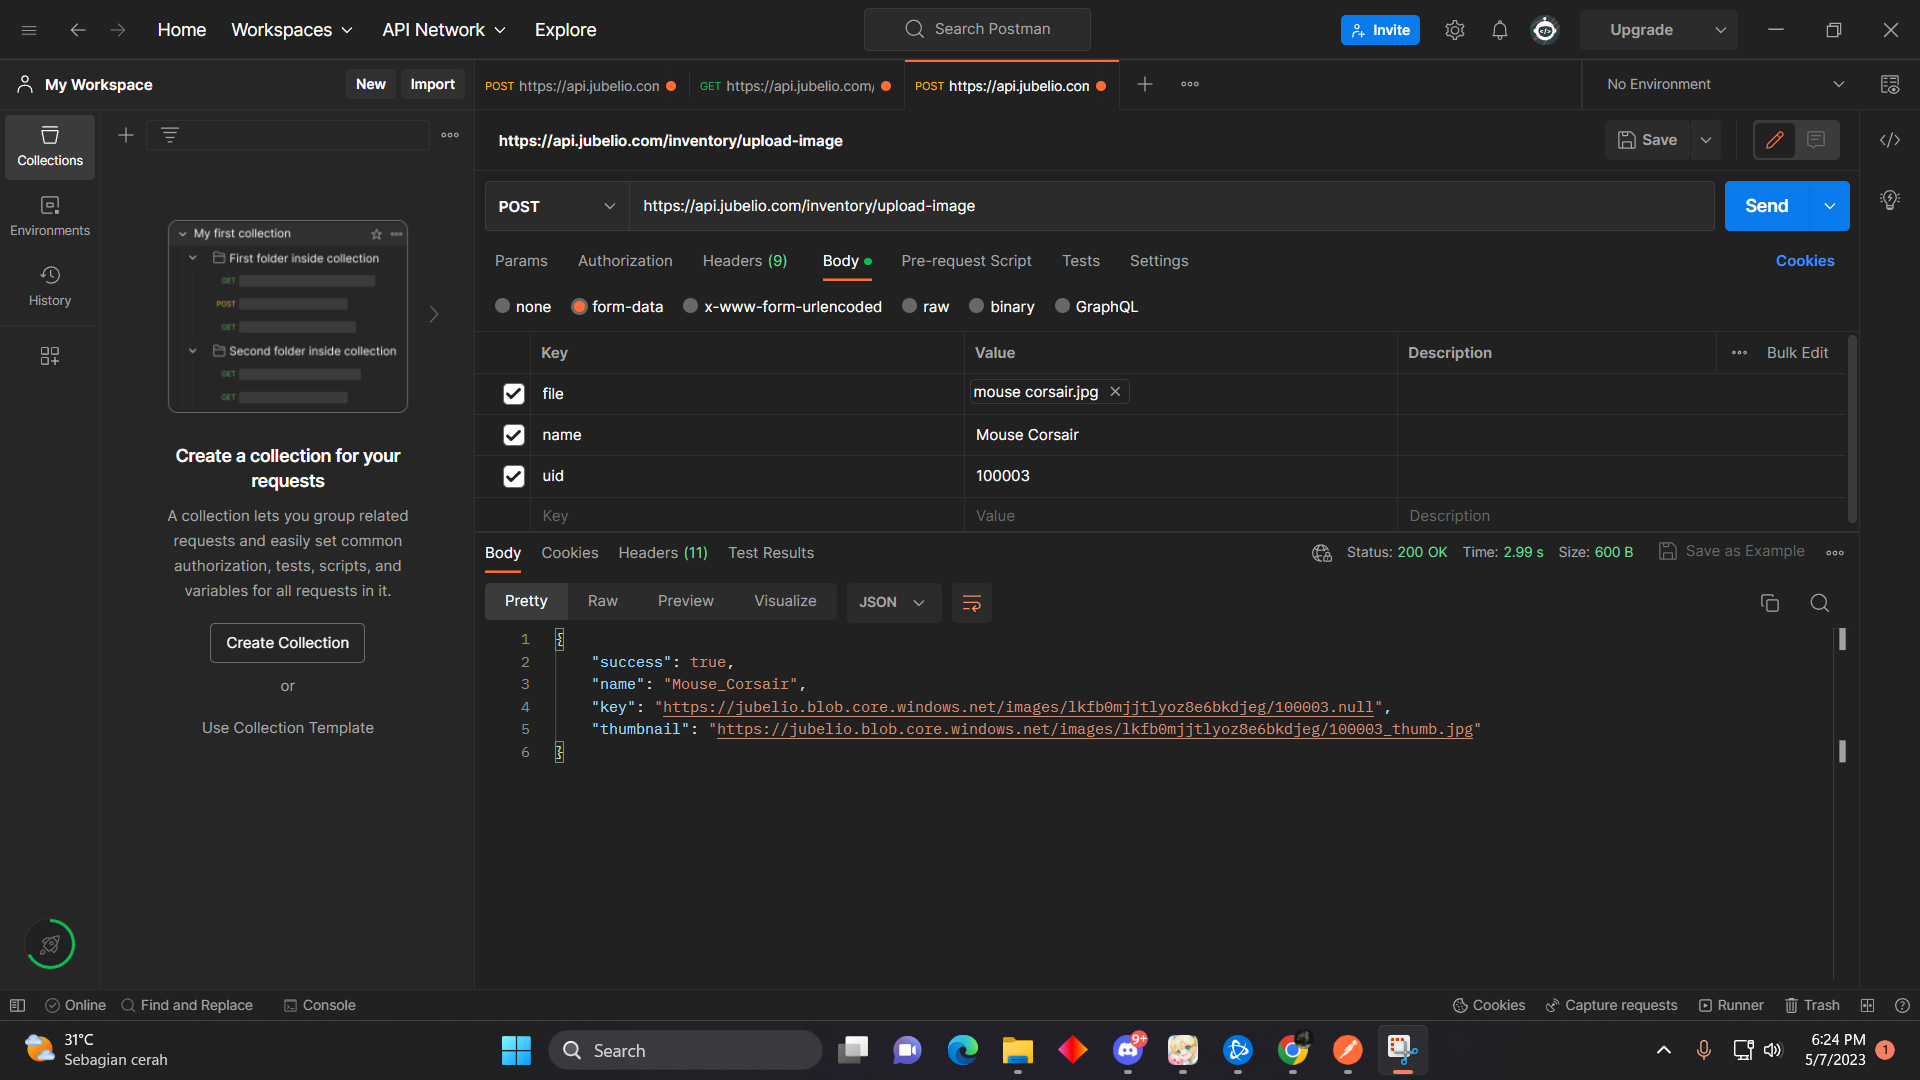 Home
Workspaces
API Network
Explore
Search Postman
Invite
Upgrade
My Workspace
New
Import
POST https://api.jubelio.con
GET https://api.jubelio.com/
POST https://api.jubelio.con
No Environment
Collections
Environments
History
https://api.jubelio.com/inventory/upload-image
Save
POST
https://api.jubelio.com/inventory/upload-image
Send
Params
Authorization
Headers (9)
Body
Pre-request Script
Tests
Settings
Cookies
none
form-data
x-www-form-urlencoded
raw
binary
GraphQL
Key
Value
Description
Bulk Edit
file
mouse corsair.jpg
name
Mouse Corsair
uid
100003
Key
Value
Description
My first collection
First folder inside collection
GET
POST
GET
Second folder inside collection
GET
GET
Create a collection for your
requests
A collection lets you group related
requests and easily set common
authorization, tests, scripts, and
variables for all requests in it.
Create Collection
or
Use Collection Template
Body
Cookies
Headers (11)
Test Results
Status: 200 OK
Time: 2.99 s
Size: 600 B
Save as Example
Pretty
Raw
Preview
Visualize
JSON
1 {
2 "success": true,
3 "name": "Mouse_Corsair",
4 "key": "https://jubelio.blob.core.windows.net/images/lkfb0mjjtlyoz8e6bkdjeg/100003.null",
5 "thumbnail": "https://jubelio.blob.core.windows.net/images/lkfb0mjjtlyoz8e6bkdjeg/100003_thumb.jpg"
6 }
Online
Find and Replace
Console
Cookies
Capture requests
Runner
Trash
31°C
Sebagian cerah
Search
9+
6:24 PM
5/7/2023
1